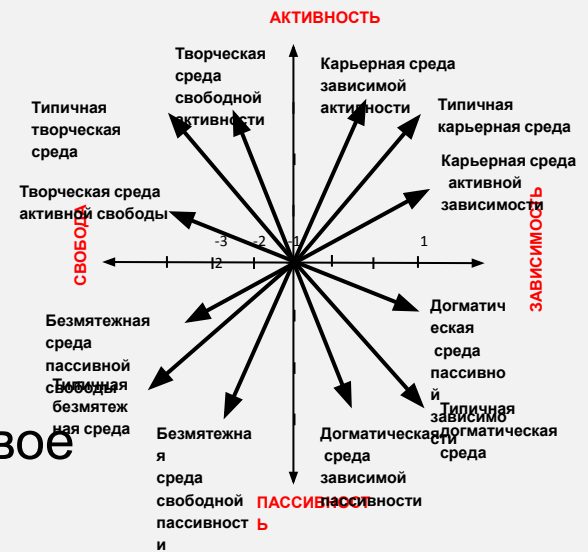 АКТИВНОСТЬ
Творческая
среда
свободной
активности
Карьерная среда
зависимой
активности
Типичная
творческая
среда
Типичная
карьерная среда
Творческая среда
активной свободы
Карьерная среда
активной
зависимости
СВОБОДА
ЗАВИСИМОСТЬ
-3 -2 -1 1
2
Безмятежная
среда
пассивной
свободы
Типичная
безмятеж
ная среда
Догматич
еская
среда
пассивно
й
зависимо
сти
Типичная
догматическая
среда
вое
Безмятежна
я
среда
свободной
пассивност
и
Догматическая
среда
зависимой
пассивности
ПАССИВНОСТ
Ь